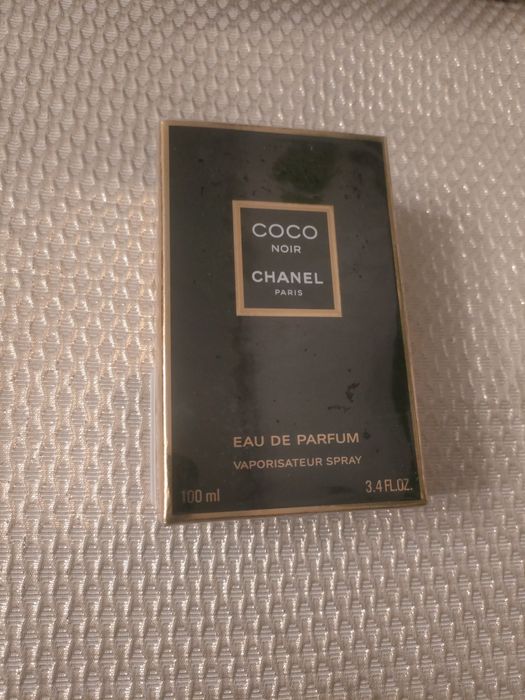 COCO
NOIR
CHANEL
PARIS
EAU DE PARFUM
VAPORISATEUR SPRAY
100 ml 3.4 FL.OZ.